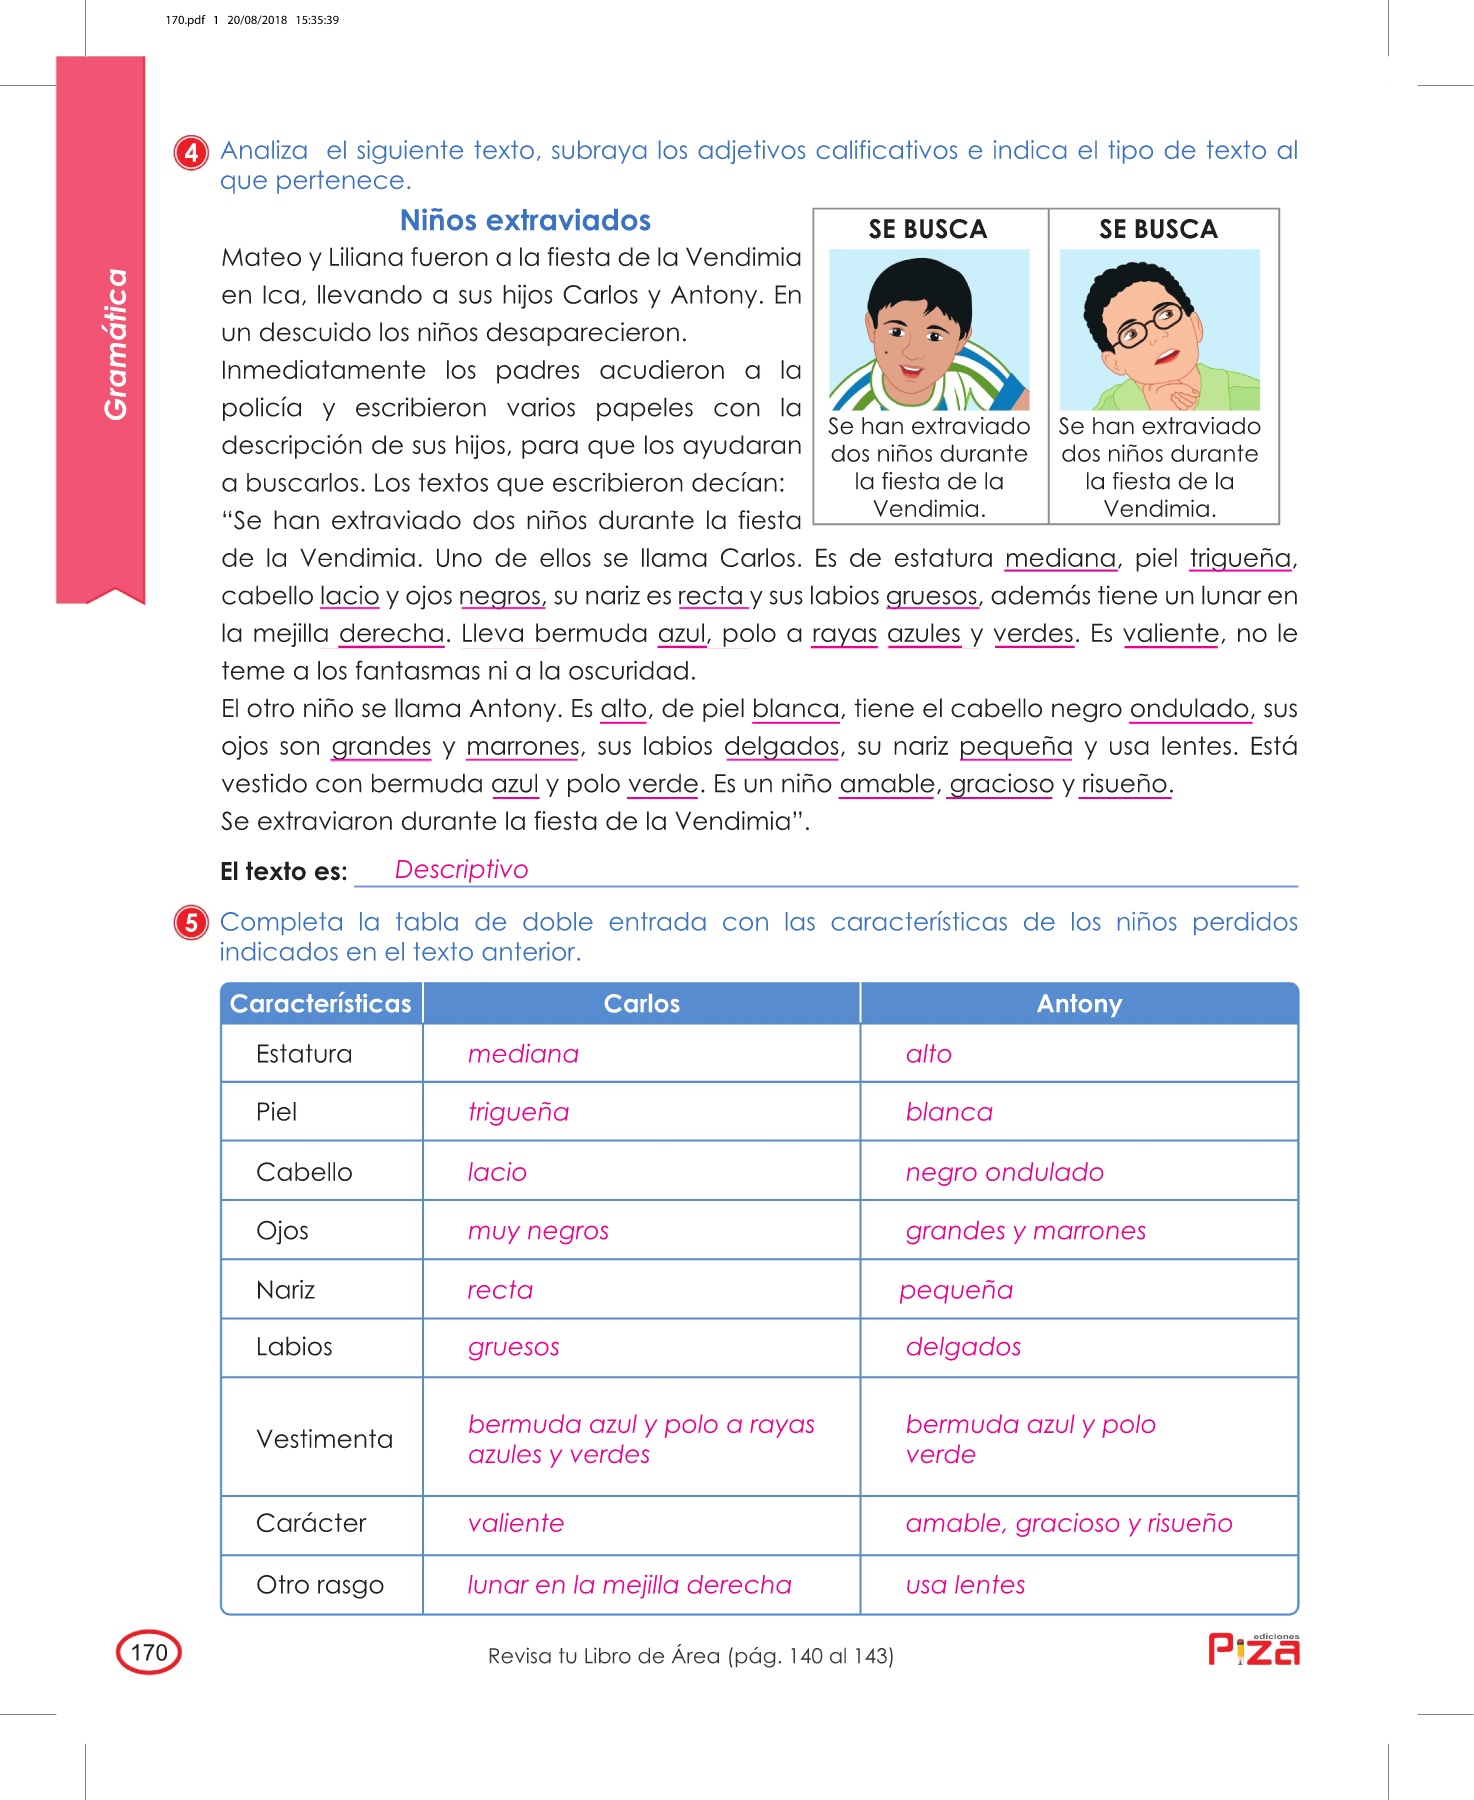 170.pdf 1 20/08/2018 15:35:39
Gramática
4 Analiza el siguiente texto, subraya los adjetivos calificativos e indica el tipo de texto al
que pertenece.
Niños extraviados
Mateo y Liliana fueron a la fiesta de la Vendimia
en Ica, llevando a sus hijos Carlos y Antony. En
un descuido los niños desaparecieron.
Inmediatamente los padres acudieron a la
policía y escribieron varios papeles con la
descripción de sus hijos, para que los ayudaran
a buscarlos. Los textos que escribieron decían:
“Se han extraviado dos niños durante la fiesta
de la Vendimia. Uno de ellos se llama Carlos. Es de estatura mediana, piel trigueña,
cabello lacio y ojos negros, su nariz es recta y sus labios gruesos, además tiene un lunar en
la mejilla derecha. Lleva bermuda azul, polo a rayas azules y verdes. Es valiente, no le
teme a los fantasmas ni a la oscuridad.
El otro niño se llama Antony. Es alto, de piel blanca, tiene el cabello negro ondulado, sus
ojos son grandes y marrones, sus labios delgados, su nariz pequeña y usa lentes. Está
vestido con bermuda azul y polo verde. Es un niño amable, gracioso y risueño.
Se extraviaron durante la fiesta de la Vendimia”.
SE BUSCA
Se han extraviado
dos niños durante
la fiesta de la
Vendimia.
SE BUSCA
Se han extraviado
dos niños durante
la fiesta de la
Vendimia.
El texto es: Descriptivo
5 Completa la tabla de doble entrada con las características de los niños perdidos
indicados en el texto anterior.
Características Carlos Antony
Estatura mediana alto
Piel trigueña blanca
Cabello lacio negro ondulado
Ojos muy negros grandes y marrones
Nariz recta pequeña
Labios gruesos delgados
Vestimenta
bermuda azul y polo a rayas
azules y verdes
bermuda azul y polo
verde
Carácter valiente amable, gracioso y risueño
Otro rasgo lunar en la mejilla derecha usa lentes
170
Revisa tu Libro de Área (pág. 140 al 143)
ediciones
Piza